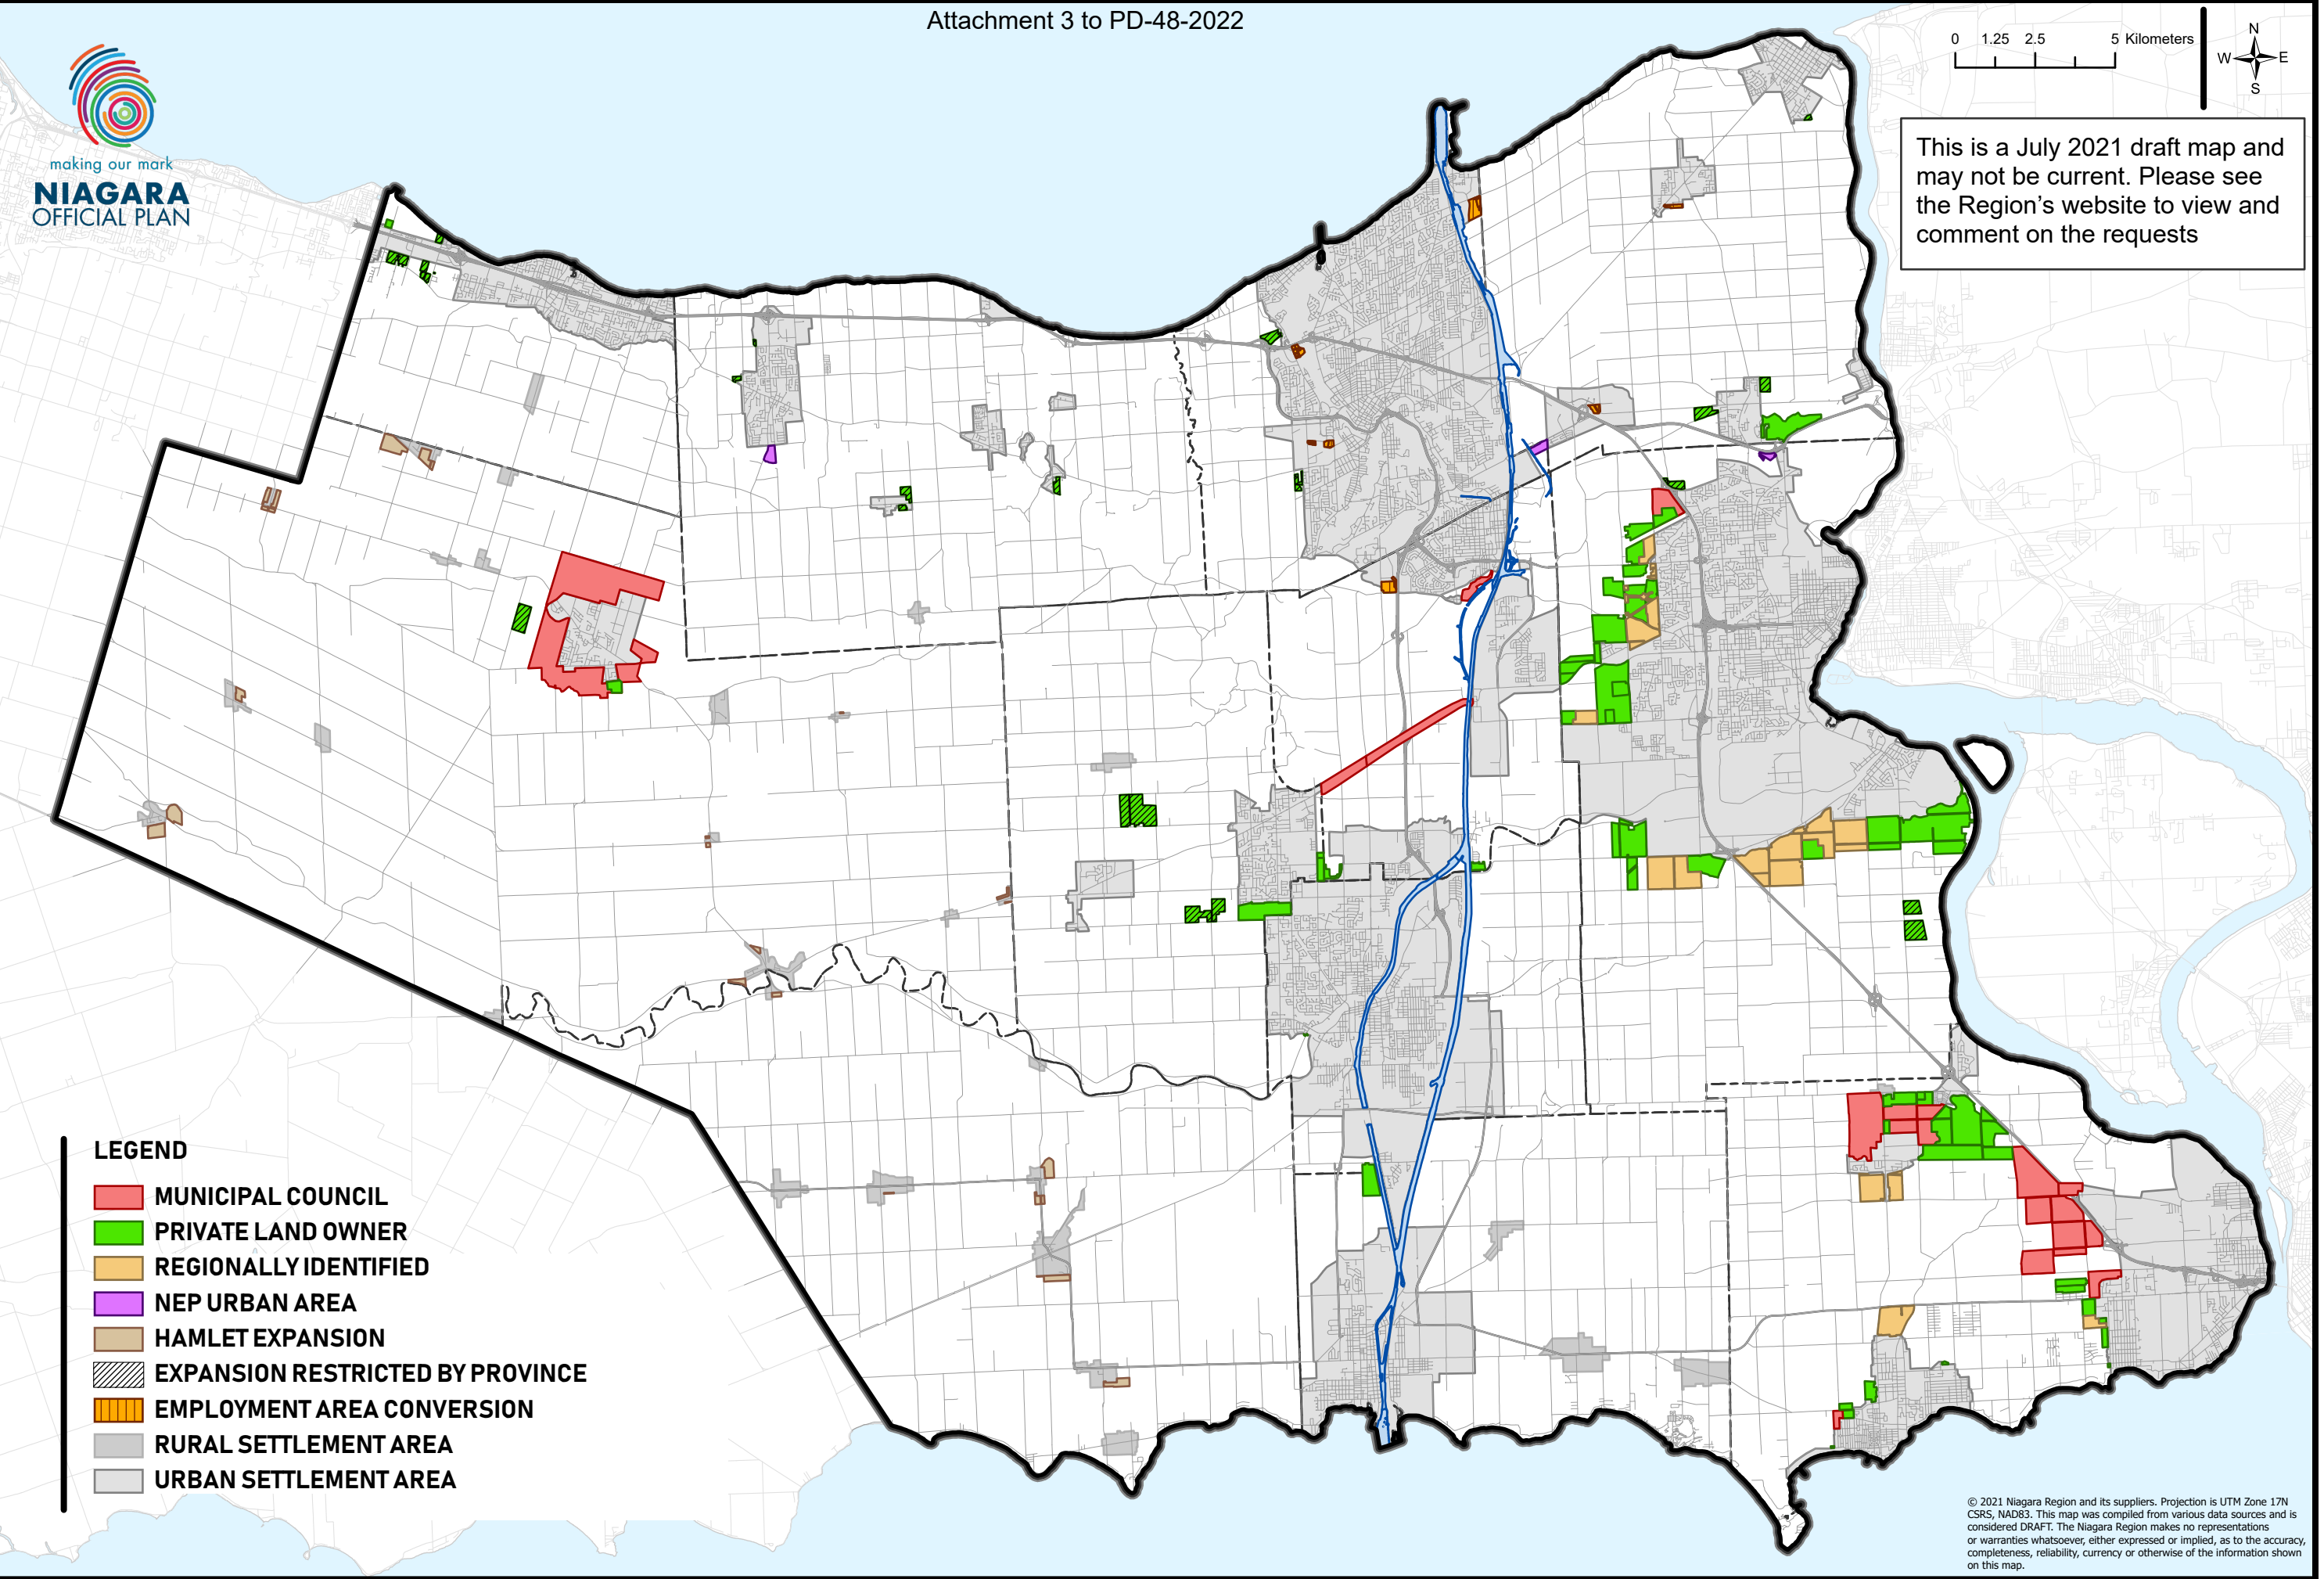 Attachment 3 to PD-48-2022
0 1.25 2.5 5 Kilometers
N
W E
S
making our mark
NIAGARA
OFFICIAL PLAN
This is a July 2021 draft map and
may not be current. Please see
the Region's website to view and
comment on the requests
LEGEND
MUNICIPAL COUNCIL
PRIVATE LAND OWNER
REGIONALLY IDENTIFIED
NEP URBAN AREA
HAMLET EXPANSION
EXPANSION RESTRICTED BY PROVINCE
EMPLOYMENT AREA CONVERSION
RURAL SETTLEMENT AREA
URBAN SETTLEMENT AREA
© 2021 Niagara Region and its suppliers. Projection is UTM Zone 17N
CSRS, NAD83. This map was compiled from various data sources and is
considered DRAFT. The Niagara Region makes no representations
or warranties whatsoever, either expressed or implied, as to the accuracy,
completeness, reliability, currency or otherwise of the information shown
on this map.